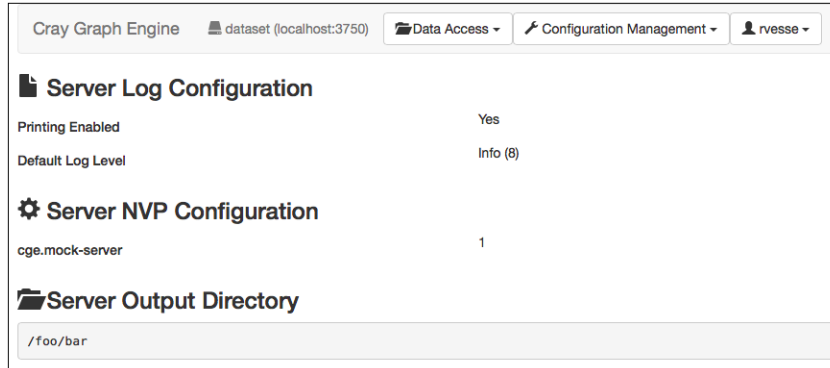 Cray Graph Engine dataset (localhost:3750) Data Access Configuration Management rvesse
Server Log Configuration
Printing Enabled Yes
Default Log Level Info (8)
Server NVP Configuration
cge.mock-server 1
Server Output Directory
/foo/bar